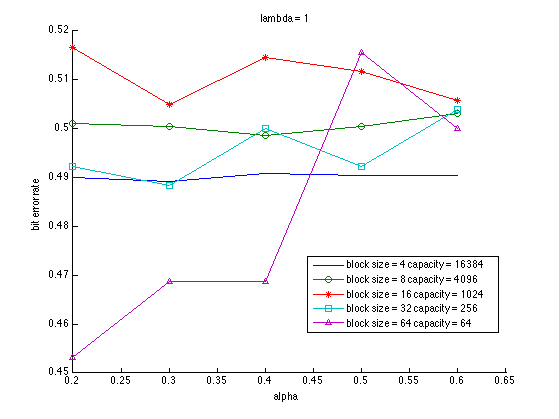 lambda = 1
0.52
0.51
0.5
0.49
0.48
0.47
0.46
0.45
bit error rate
block size = 4 capacity = 16384
block size = 8 capacity = 4096
block size = 16 capacity = 1024
block size = 32 capacity = 256
block size = 64 capacity = 64
0.2 0.25 0.3 0.35 0.4 0.45 0.5 0.55 0.6 0.65
alpha